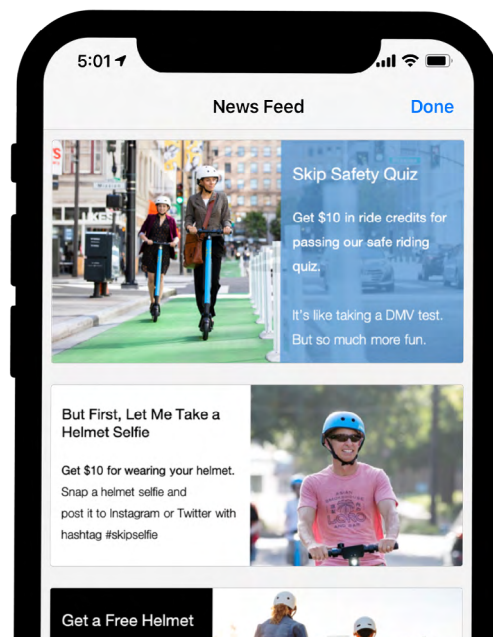 5:01
News Feed
Done
Skip Safety Quiz
Get $10 in ride credits for
passing our safe riding
quiz.
It's like taking a DMV test.
But so much more fun.
But First, Let Me Take a
Helmet Selfie
Get $10 for wearing your helmet.
Snap a helmet selfie and
post it to Instagram or Twitter with
hashtag #skipselfie
Get a Free Helmet